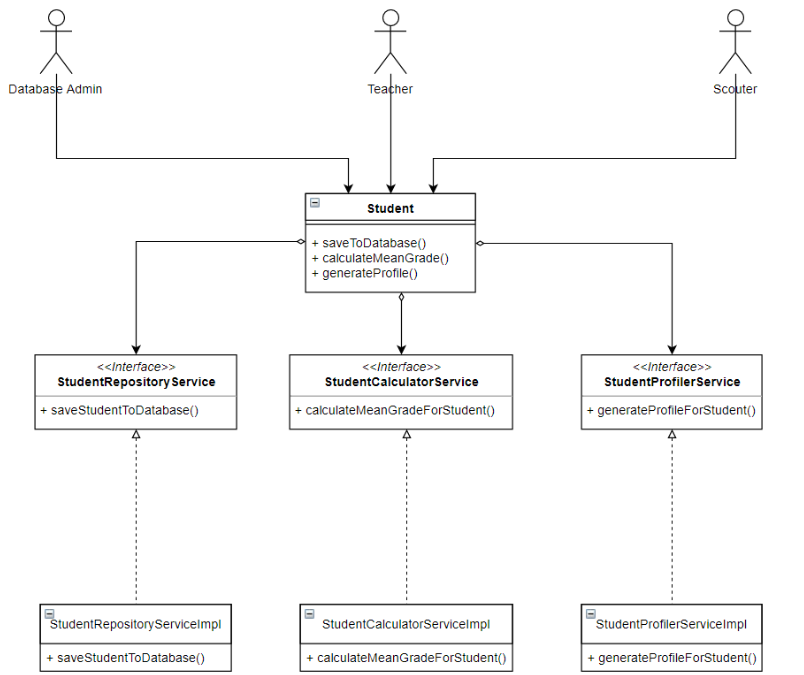 Database Admin
Teacher
Scouter
Student
+ saveToDatabase()
+ calculateMeanGrade()
+ generateProfile()
<<Interface>>
StudentRepositoryService
+ saveStudentToDatabase()
<<Interface>>
StudentCalculatorService
+ calculateMeanGradeForStudent()
<<Interface>>
StudentProfilerService
+ generateProfileForStudent()
StudentRepositoryServiceImpl
+ saveStudentToDatabase()
StudentCalculatorServiceImpl
+ calculateMeanGradeForStudent()
StudentProfilerServiceImpl
+ generateProfileForStudent()